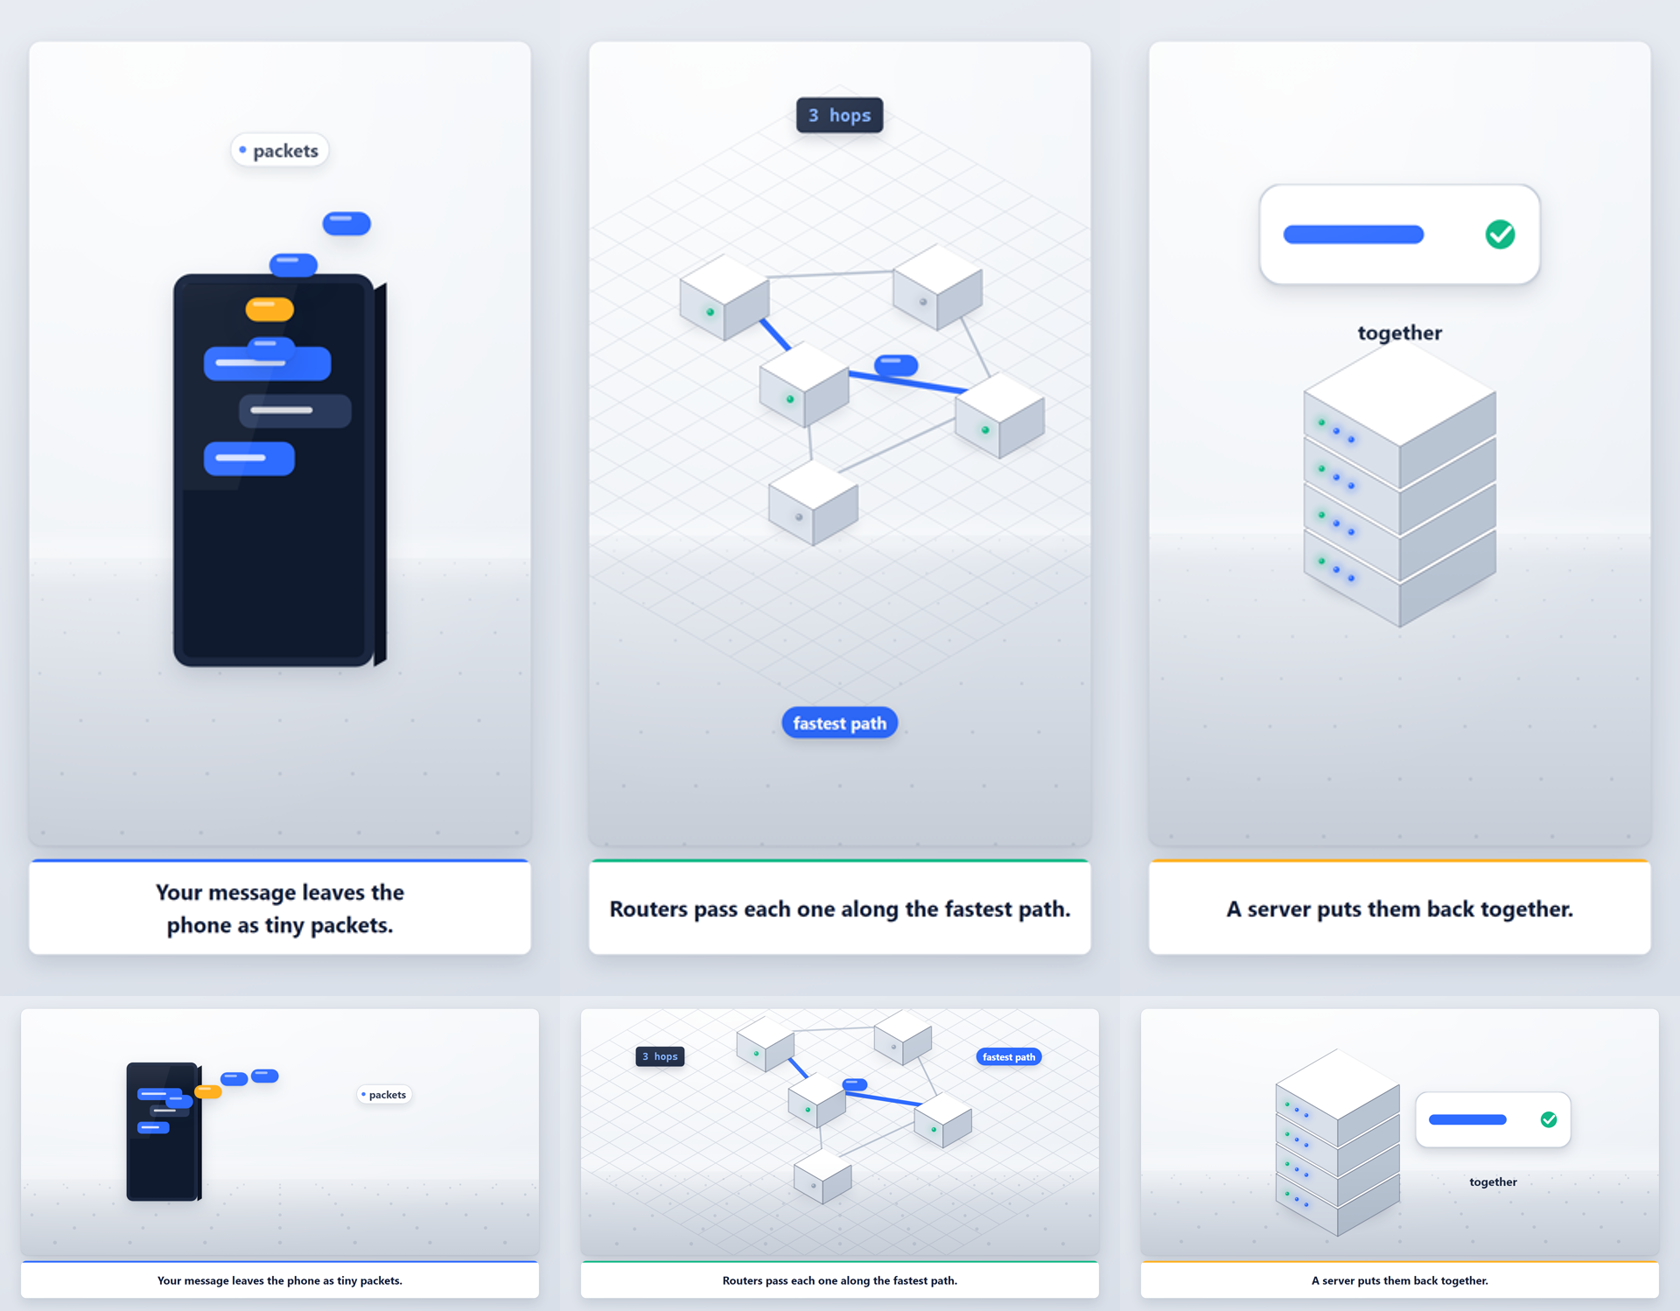 packets
Your message leaves the
phone as tiny packets.
3 hops
fastest path
Routers pass each one along the fastest path.
together
A server puts them back together.
packets
Your message leaves the phone as tiny packets.
3 hops
fastest path
Routers pass each one along the fastest path.
together
A server puts them back together.